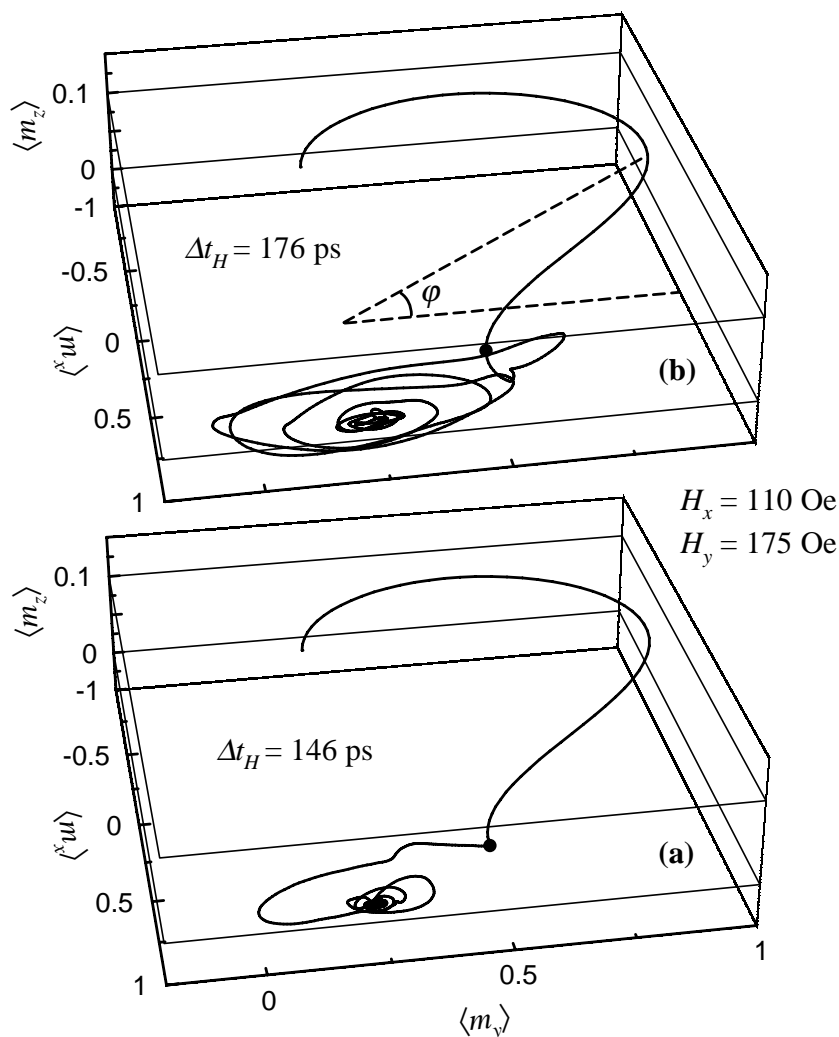 0.1
⟨m_z⟩
0
-1
Δt_H = 176 ps
-0.5
φ
0
⟨m_x⟩
(b)
0.5
1
H_x = 110 Oe
H_y = 175 Oe
0.1
⟨m_z⟩
0
-1
-0.5
Δt_H = 146 ps
0
⟨m_x⟩
(a)
0.5
1
0
0.5
1
⟨m_y⟩